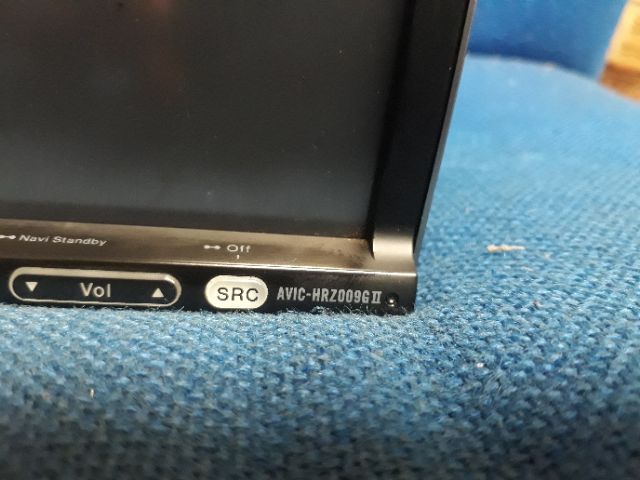 Navi Standby
Off
▼ Vol ▲
SRC
AVIC-HRZ009GII